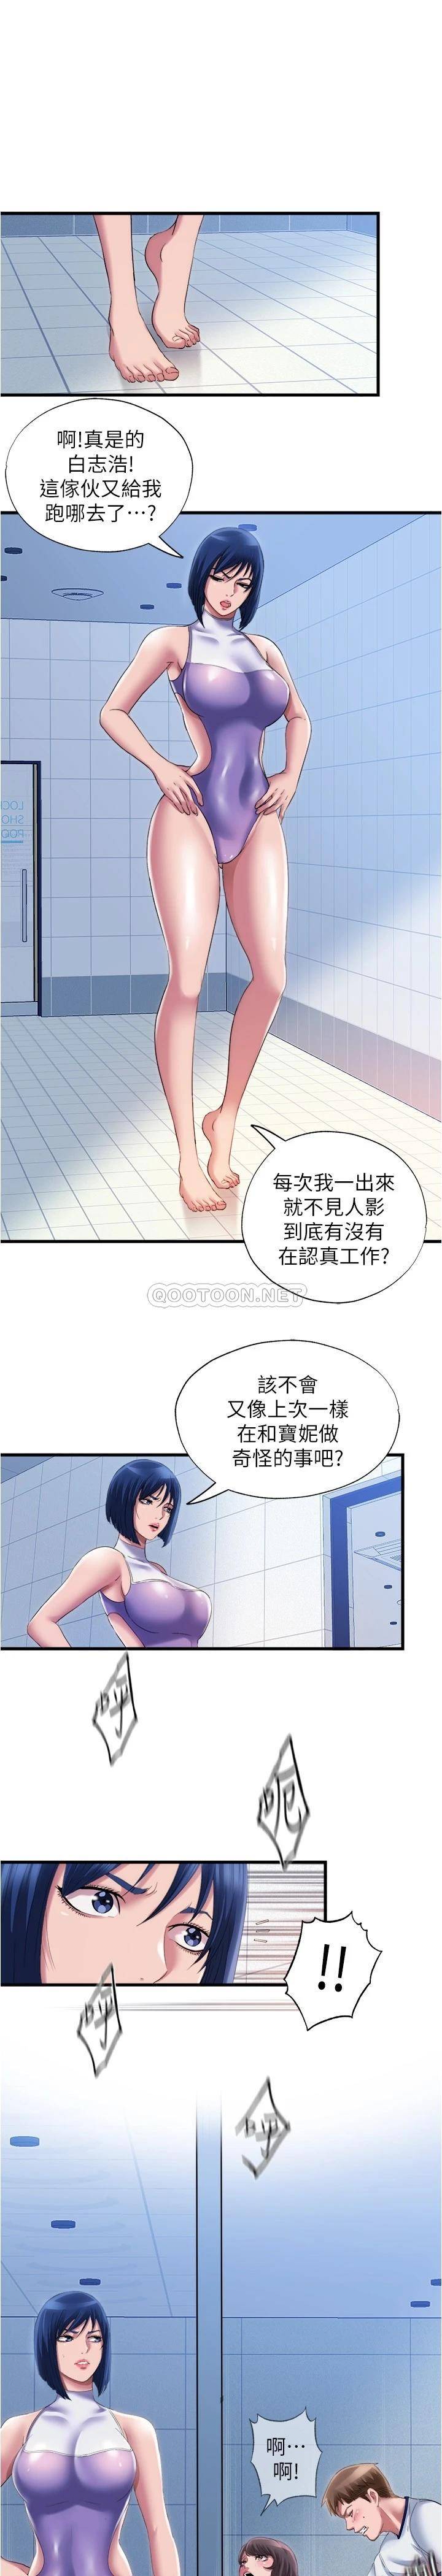 啊!真是的
白志浩!
這傢伙又給我
跑哪去了…?
LOC
SHO
POO
每次我一出來
就不見人影
到底有沒有
在認真工作?
QOOTOON.NET
該不會
又像上次一樣
在和寶妮做
奇怪的事吧?
呼
呃
!!
呼
呼
啊…
啊!